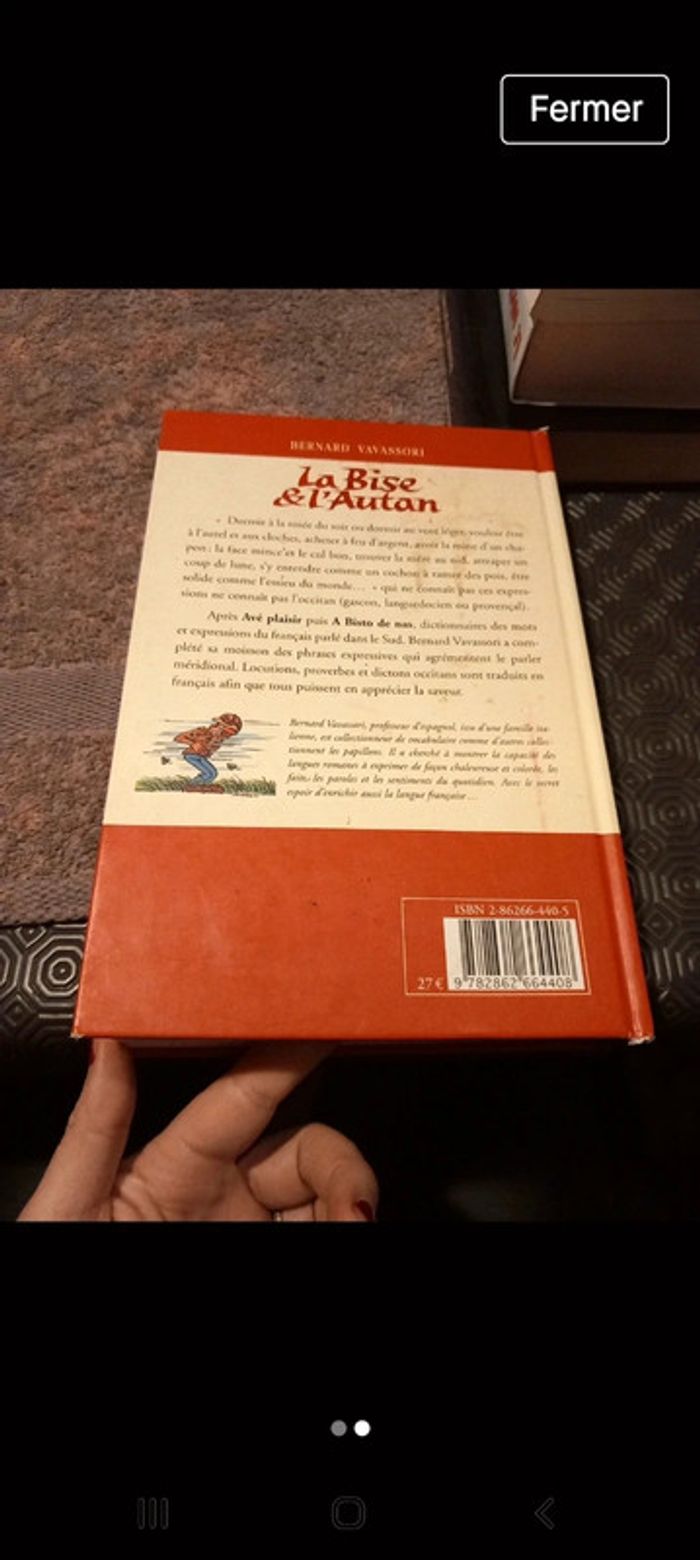 Fermer
BERNARD VAVASSORI
La Bise
& l'Autan
« Dormir à la rosée du soir ou dormir au vent léger, vouloir être
à l'autel et aux cloches, acheter à feu d'argent, avoir la mine d'un cha-
pon : la face mince et le cul bon, trouver la mère au nid, attraper un
coup de lune, s'y entendre comme un cochon à ramer des pois, être
solide comme l'essieu du monde... » qui ne connaît pas ces expres-
sions ne connaît pas l'occitan (gascon, languedocien ou provençal).
Après Avé plaisir puis A Bisto de nas, dictionnaires des mots
et expressions du français parlé dans le Sud, Bernard Vavassori a com-
plété sa moisson des phrases expressives qui agrémentent le parler
méridional. Locutions, proverbes et dictons occitans sont traduits en
français afin que tous puissent en apprécier la saveur.
Bernard Vavassori, professeur d'espagnol, issu d'une famille ita-
lienne, est collectionneur de vocabulaire comme d'autres collec-
tionnent les papillons. Il a cherché à montrer la capacité des
langues romanes à exprimer de façon chaleureuse et colorée, les
faits, les paroles et les sentiments du quotidien. Avec le secret
espoir d'enrichir aussi la langue française...
ISBN 2-86266-440-5
27 € 9 782862 664408